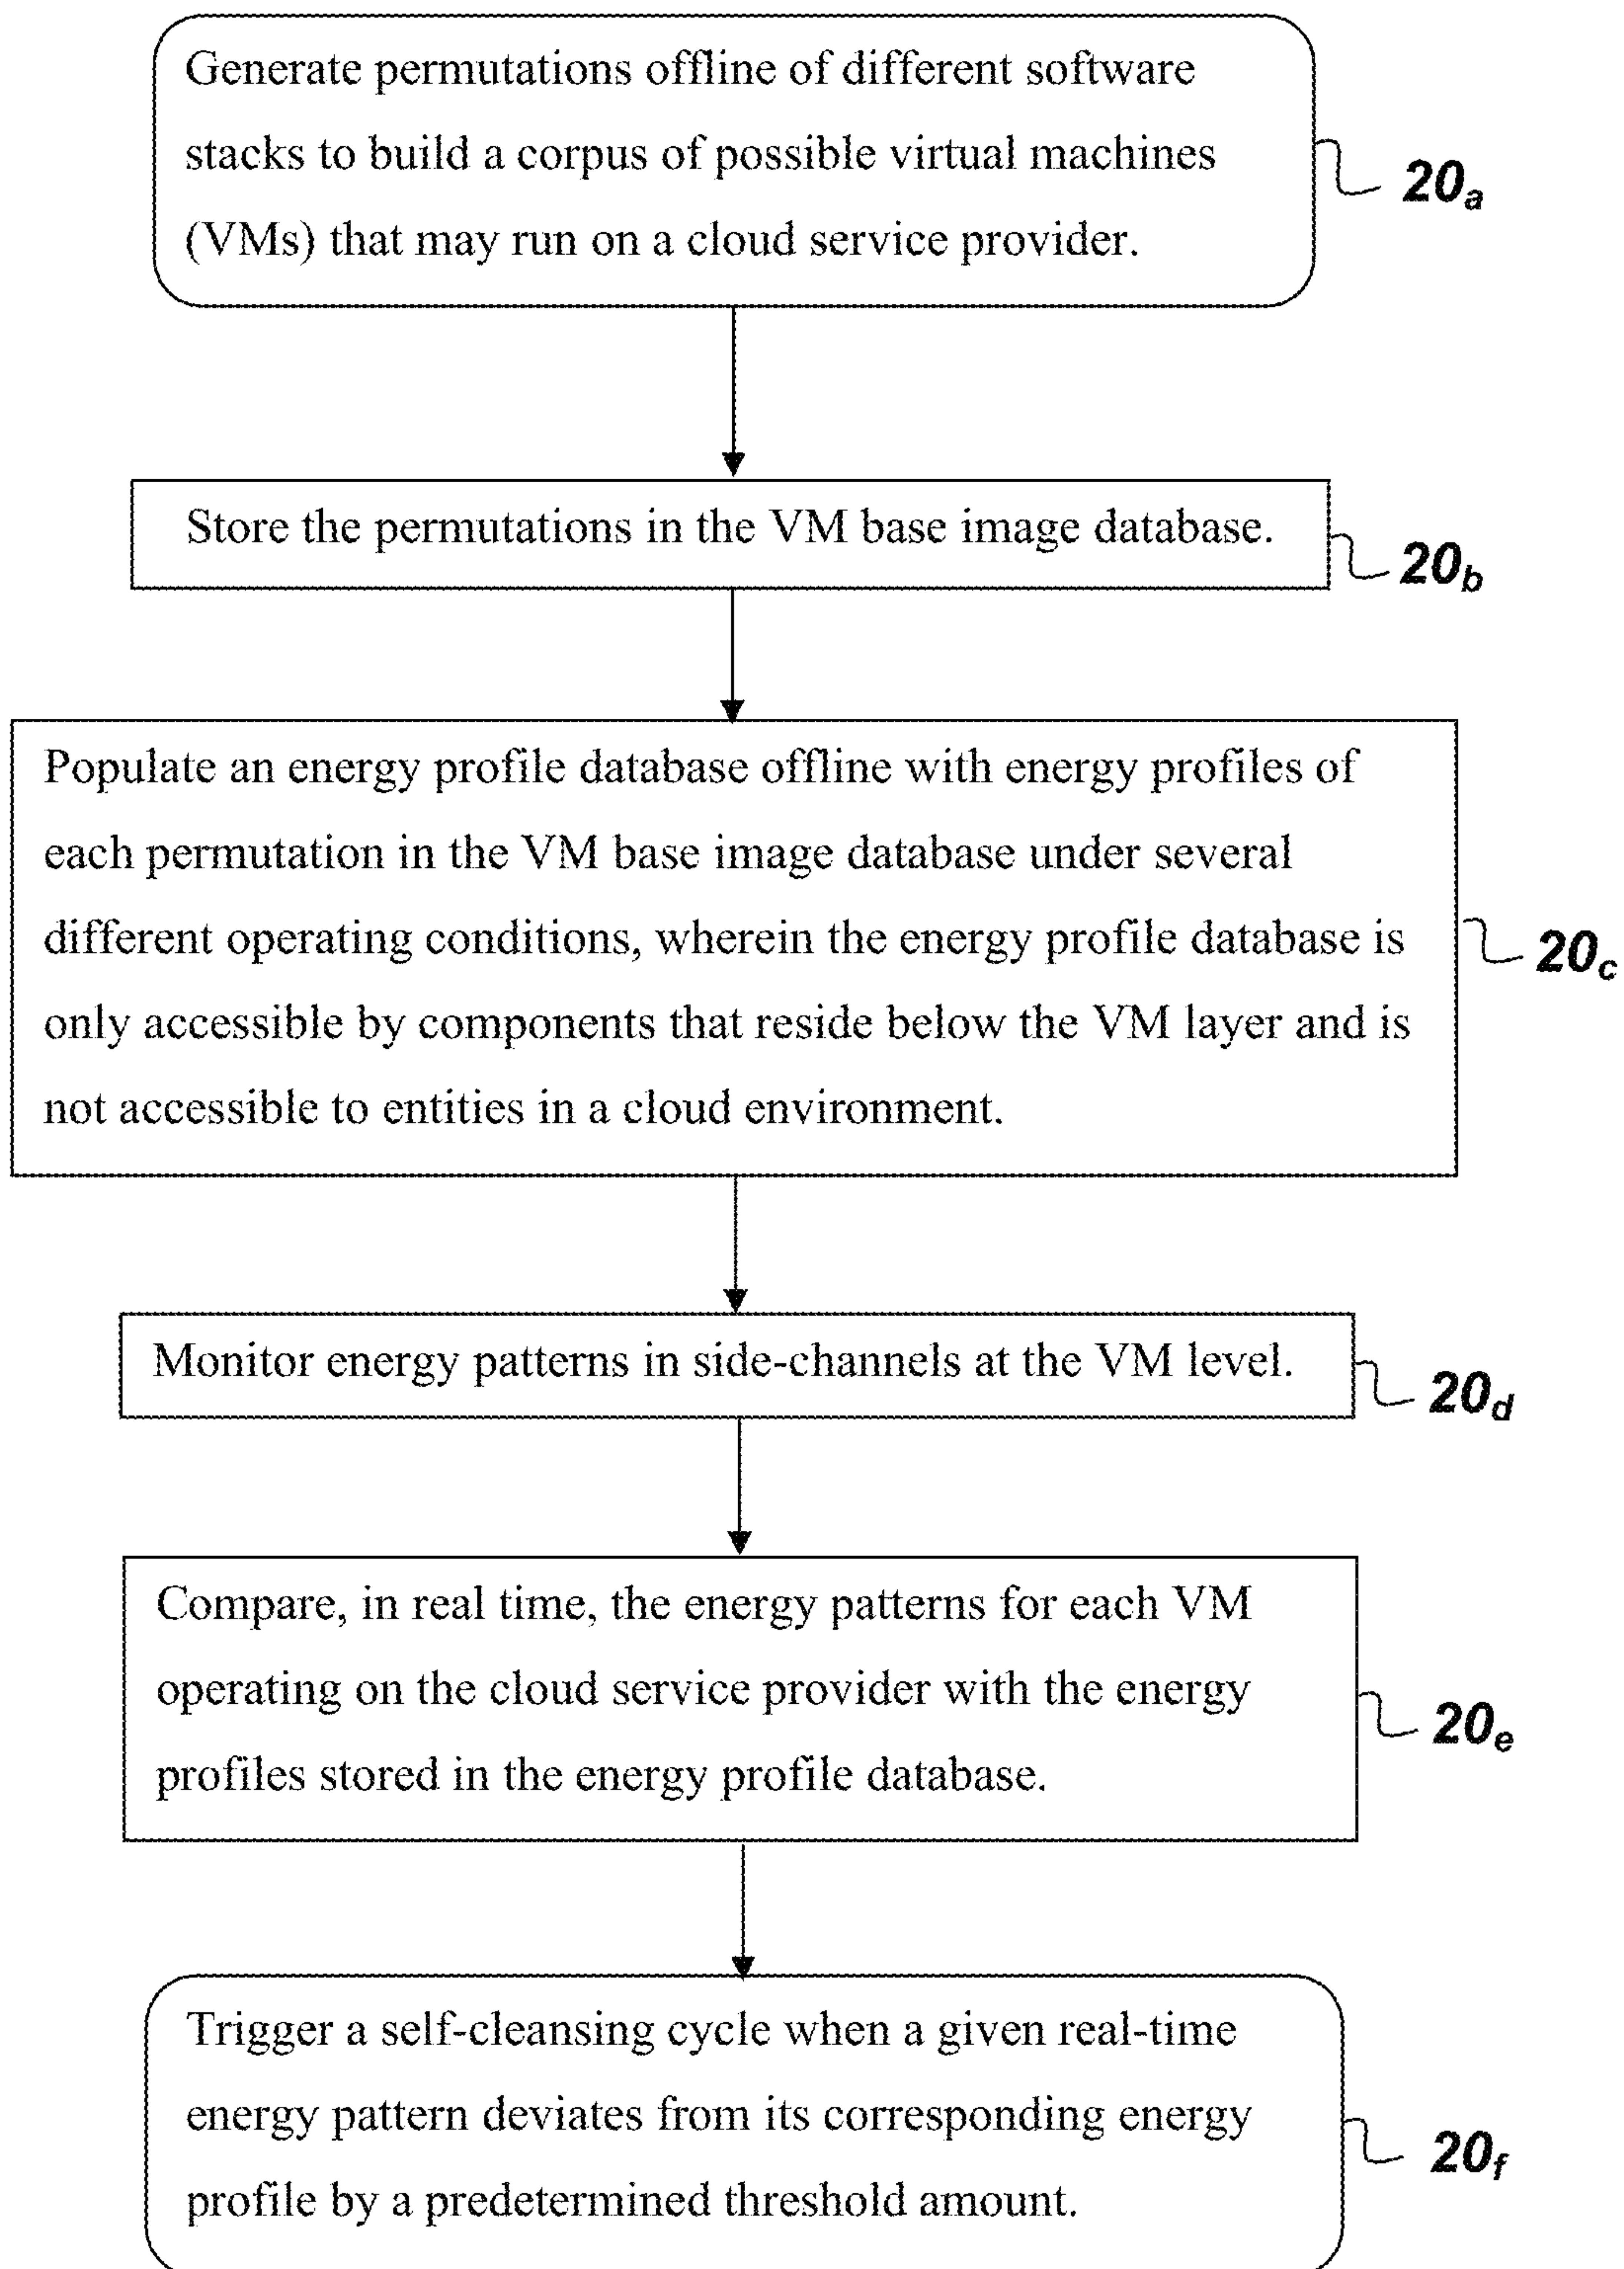 Generate permutations offline of different software
stacks to build a corpus of possible virtual machines
(VMs) that may run on a cloud service provider.
20a
Store the permutations in the VM base image database.
20b
Populate an energy profile database offline with energy profiles of
each permutation in the VM base image database under several
different operating conditions, wherein the energy profile database is
only accessible by components that reside below the VM layer and is
not accessible to entities in a cloud environment.
20c
Monitor energy patterns in side-channels at the VM level.
20d
Compare, in real time, the energy patterns for each VM
operating on the cloud service provider with the energy
profiles stored in the energy profile database.
20e
Trigger a self-cleansing cycle when a given real-time
energy pattern deviates from its corresponding energy
profile by a predetermined threshold amount.
20f